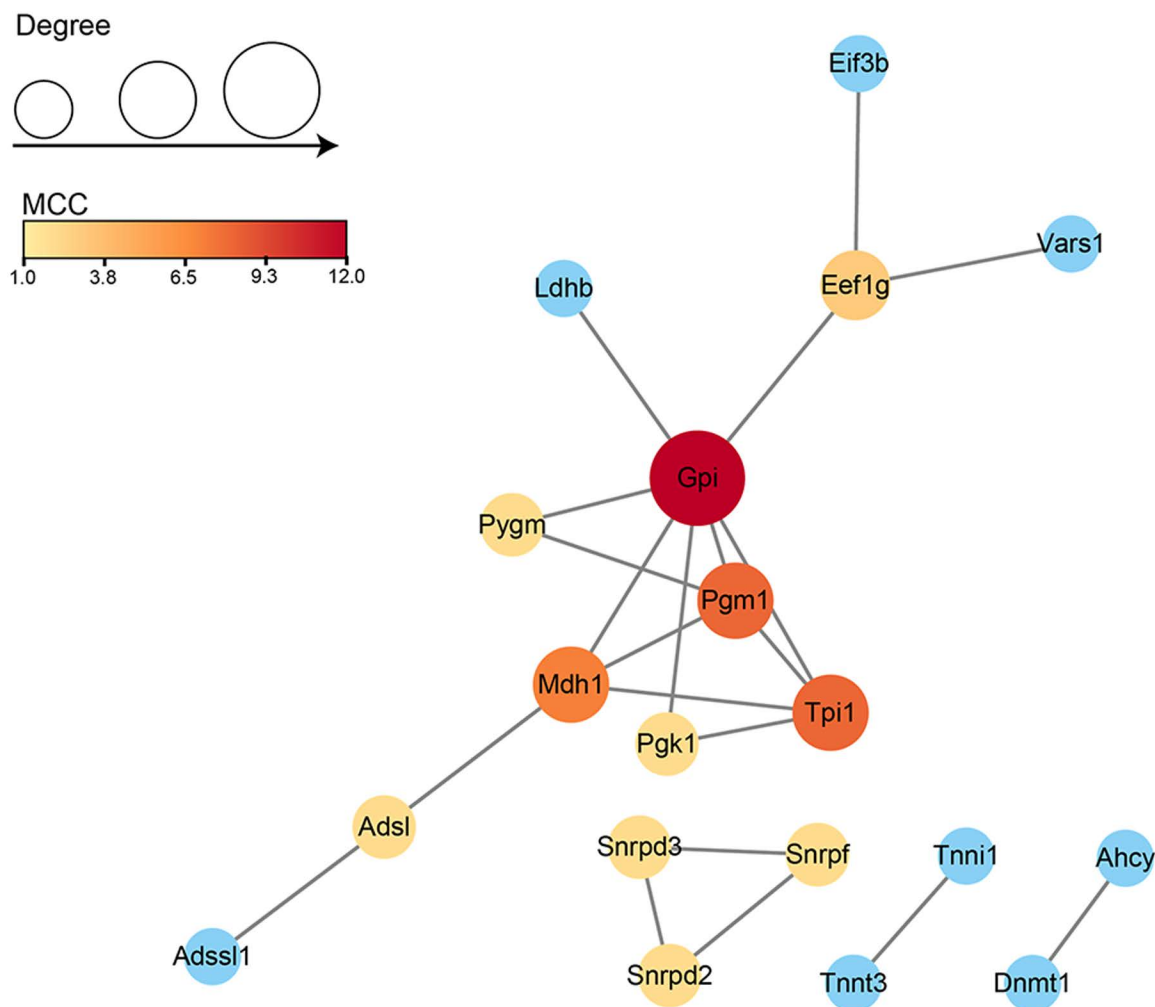 Degree
MCC
1.0 3.8 6.5 9.3 12.0
Eif3b
Vars1
Ldhb
Eef1g
Gpi
Pygm
Pgm1
Mdh1
Tpi1
Pgk1
Adsl
Snrpd3
Snrpf
Tnni1
Ahcy
Adssl1
Snrpd2
Tnnt3
Dnmt1